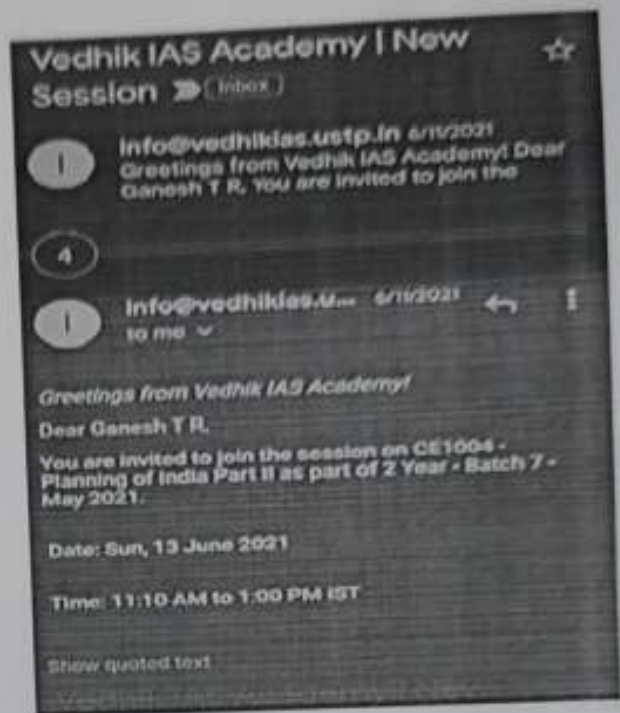 Vedhik IAS Academy | New
Session Inbox
I
info@vedhikias.ustp.in 6/11/2021
Greetings from Vedhik IAS Academy! Dear
Ganesh T R, You are invited to join the
4
I
info@vedhikias.u... 6/11/2021
to me
Greetings from Vedhik IAS Academy!
Dear Ganesh T R,
You are invited to join the session on CE1004 -
Planning of India Part II as part of 2 Year - Batch 7 -
May 2021.
Date: Sun, 13 June 2021
Time: 11:10 AM to 1:00 PM IST
Show quoted text